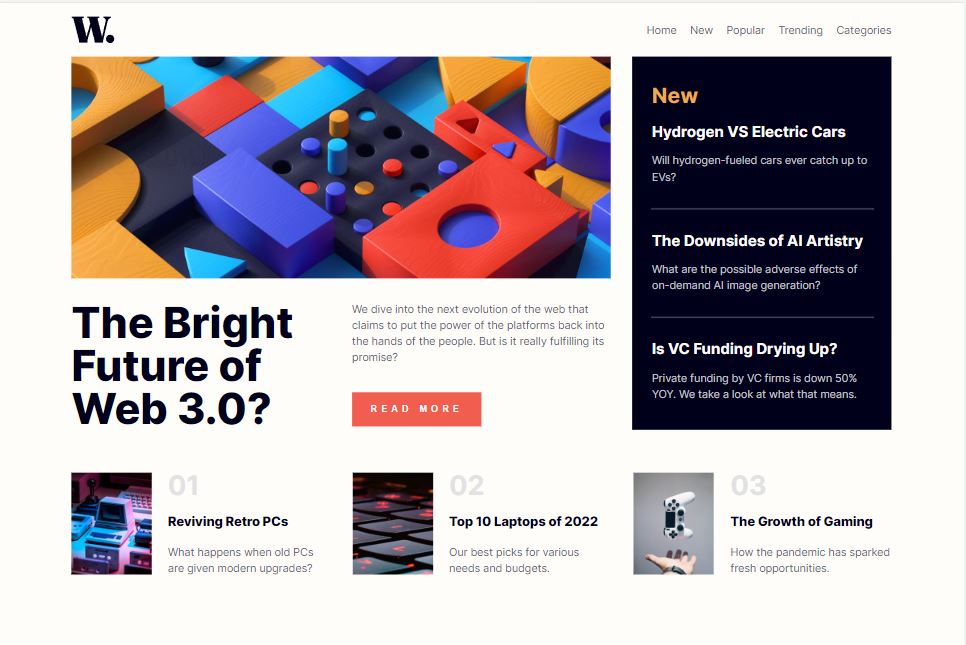 W.
Home New Popular Trending Categories
New
Hydrogen VS Electric Cars
Will hydrogen-fueled cars ever catch up to
EVs?
The Downsides of AI Artistry
What are the possible adverse effects of
on-demand AI image generation?
Is VC Funding Drying Up?
Private funding by VC firms is down 50%
YOY. We take a look at what that means.
The Bright
Future of
Web 3.0?
We dive into the next evolution of the web that
claims to put the power of the platforms back into
the hands of the people. But is it really fulfilling its
promise?
READ MORE
01
Reviving Retro PCs
What happens when old PCs
are given modern upgrades?
02
Top 10 Laptops of 2022
Our best picks for various
needs and budgets.
03
The Growth of Gaming
How the pandemic has sparked
fresh opportunities.